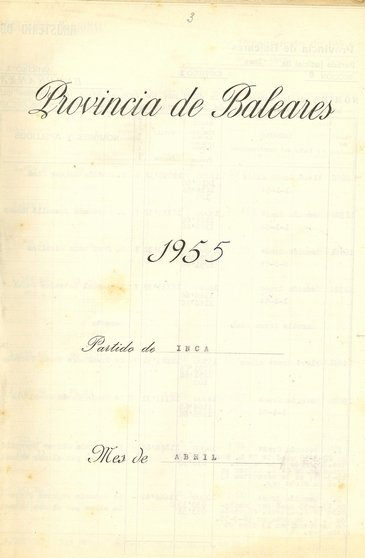 3
Provincia de Baleares
1955
Partido de INCA
Mes de ABRIL